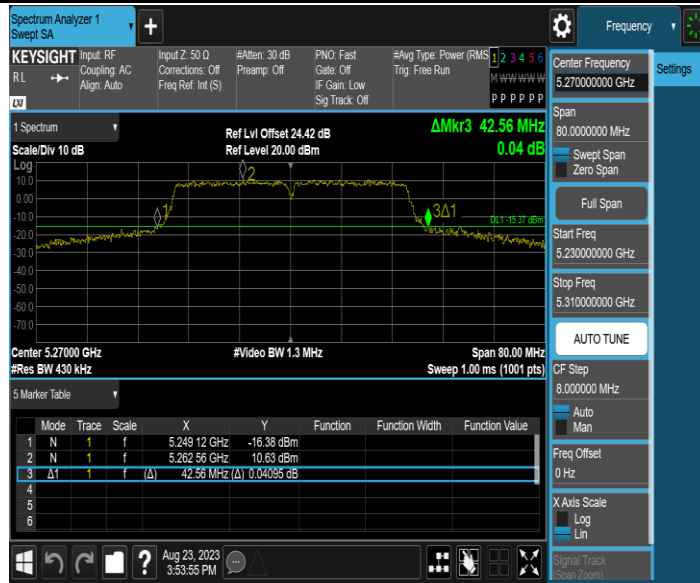 Spectrum Analyzer 1
Swept SA
+
Frequency
KEYSIGHT
RL
LXI
Input: RF
Coupling: AC
Align: Auto
Input Z: 50 Ω
Corrections: Off
Freq Ref: Int (S)
#Atten: 30 dB
Preamp: Off
PNO: Fast
Gate: Off
IF Gain: Low
Sig Track: Off
#Avg Type: Power (RMS
Trig: Free Run
1 2 3 4 5 6
M W W W W W
P P P P P P
1 Spectrum
Scale/Div 10 dB
Ref Lvl Offset 24.42 dB
Ref Level 20.00 dBm
ΔMkr3 42.56 MHz
0.04 dB
Log
10.0
0.00
-10.0
-20.0
-30.0
-40.0
-50.0
-60.0
-70.0
1
2
3Δ1
DL1 -15.37 dBm
Center 5.27000 GHz
#Res BW 430 kHz
#Video BW 1.3 MHz
Span 80.00 MHz
Sweep 1.00 ms (1001 pts)
5 Marker Table
Mode Trace Scale X Y Function Function Width Function Value
1 N 1 f 5.249 12 GHz -16.38 dBm
2 N 1 f 5.262 56 GHz 10.63 dBm
3 Δ1 1 f (Δ) 42.56 MHz (Δ) 0.04095 dB
4
5
6
Aug 23, 2023
3:53:55 PM
?
Center Frequency
5.270000000 GHz
Settings
Span
80.0000000 MHz
Swept Span
Zero Span
Full Span
Start Freq
5.230000000 GHz
Stop Freq
5.310000000 GHz
AUTO TUNE
CF Step
8.000000 MHz
Auto
Man
Freq Offset
0 Hz
X Axis Scale
Log
Lin
Signal Track
(Span Zoom)